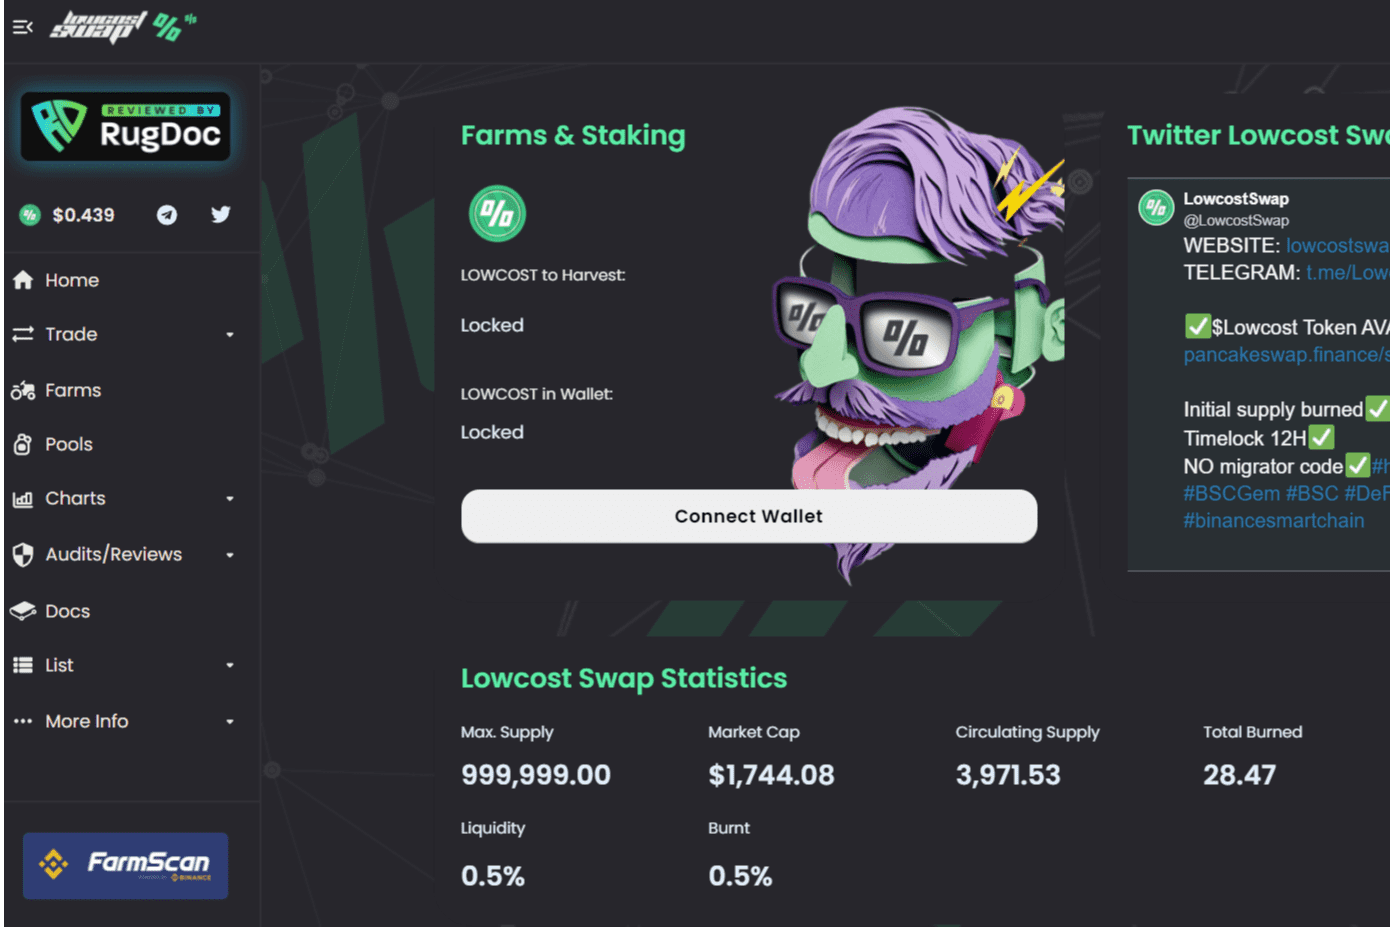 lowcost
swap % %
REVIEWED BY
RugDoc
% $0.439
Home
Trade
Farms
Pools
Charts
Audits/Reviews
Docs
List
More Info
FarmScan
BINANCE
Farms & Staking
%
LOWCOST to Harvest:
Locked
LOWCOST in Wallet:
Locked
% %
Connect Wallet
Twitter Lowcost Swa
%
LowcostSwap
@LowcostSwap
WEBSITE: lowcostswa
TELEGRAM: t.me/Low
✅$Lowcost Token AVA
pancakeswap.finance/s
Initial supply burned✅
Timelock 12H✅
NO migrator code✅#h
#BSCGem #BSC #DeF
#binancesmartchain
Lowcost Swap Statistics
Max. Supply Market Cap Circulating Supply Total Burned
999,999.00 $1,744.08 3,971.53 28.47
Liquidity Burnt
0.5% 0.5%